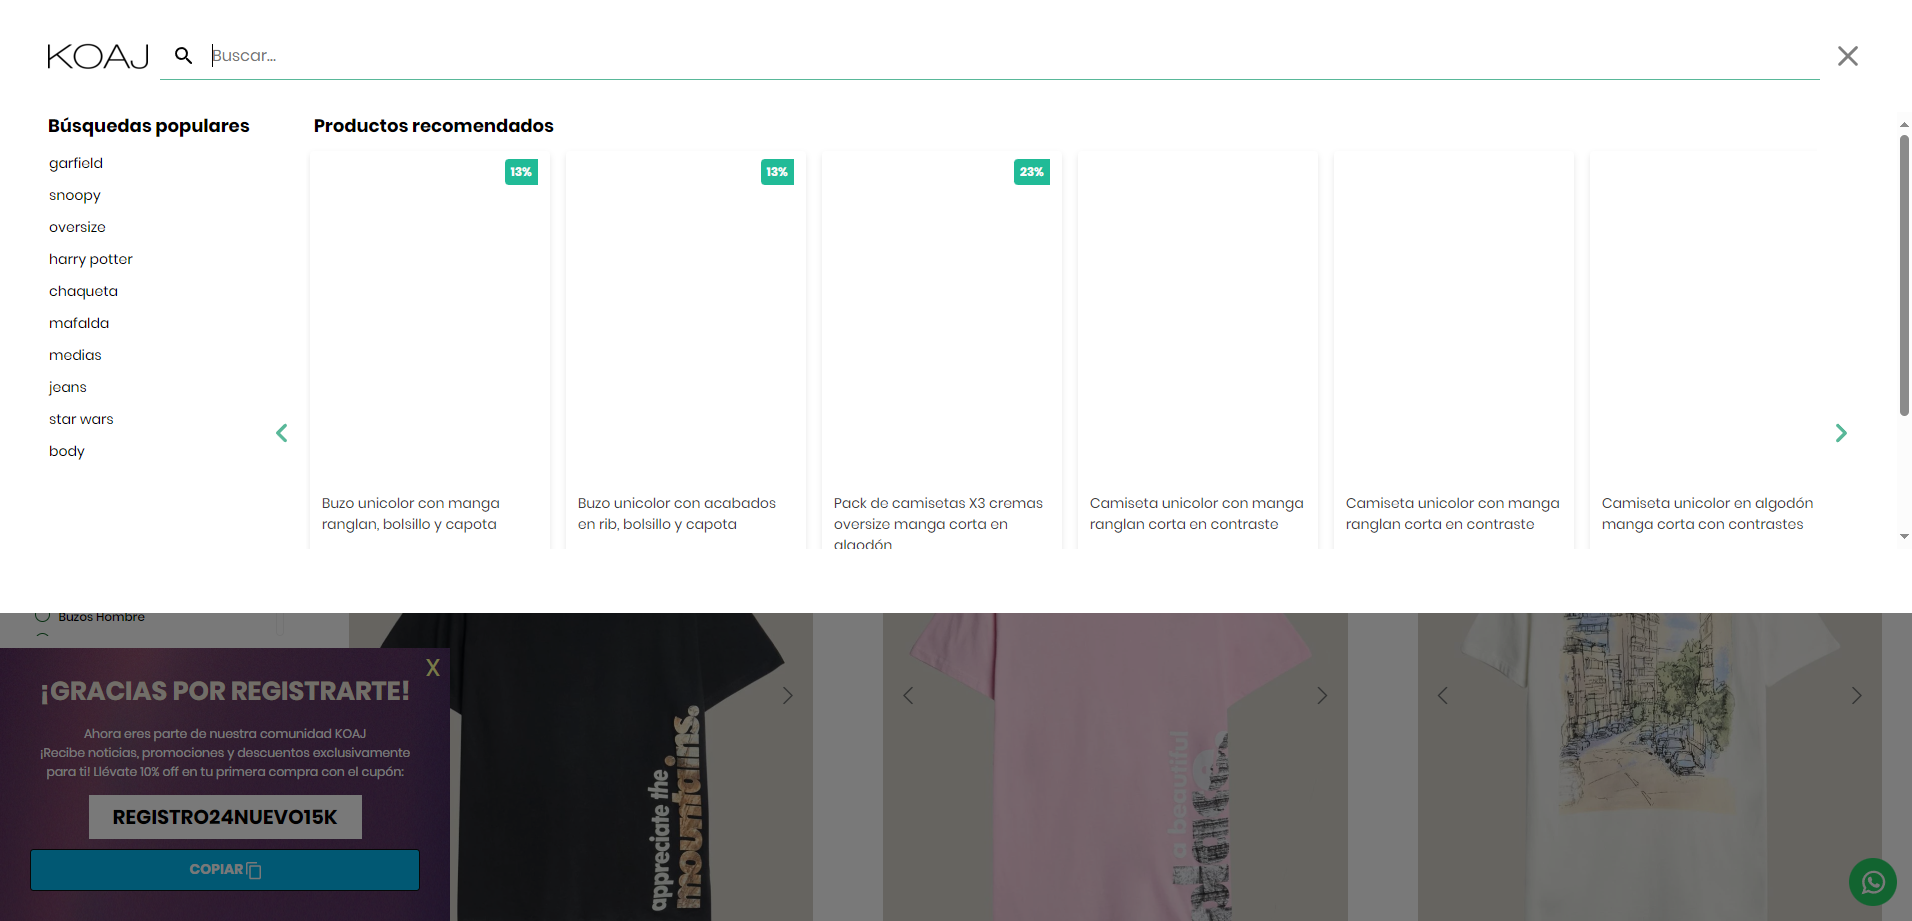 KOAJ
Buscar...
Búsquedas populares
garfield
snoopy
oversize
harry potter
chaqueta
mafalda
medias
jeans
star wars
body
Productos recomendados
13%
13%
23%
Buzo unicolor con manga
ranglan, bolsillo y capota
Buzo unicolor con acabados
en rib, bolsillo y capota
Pack de camisetas X3 cremas
oversize manga corta en
algodón
Camiseta unicolor con manga
ranglan corta en contraste
Camiseta unicolor con manga
ranglan corta en contraste
Camiseta unicolor en algodón
manga corta con contrastes
Buzos Hombre
X
¡GRACIAS POR REGISTRARTE!
Ahora eres parte de nuestra comunidad KOAJ
¡Recibe noticias, promociones y descuentos exclusivamente
para ti! Llévate 10% off en tu primera compra con el cupón:
REGISTRO24NUEVO15K
COPIAR
appreciate the
mountains.
a beautiful